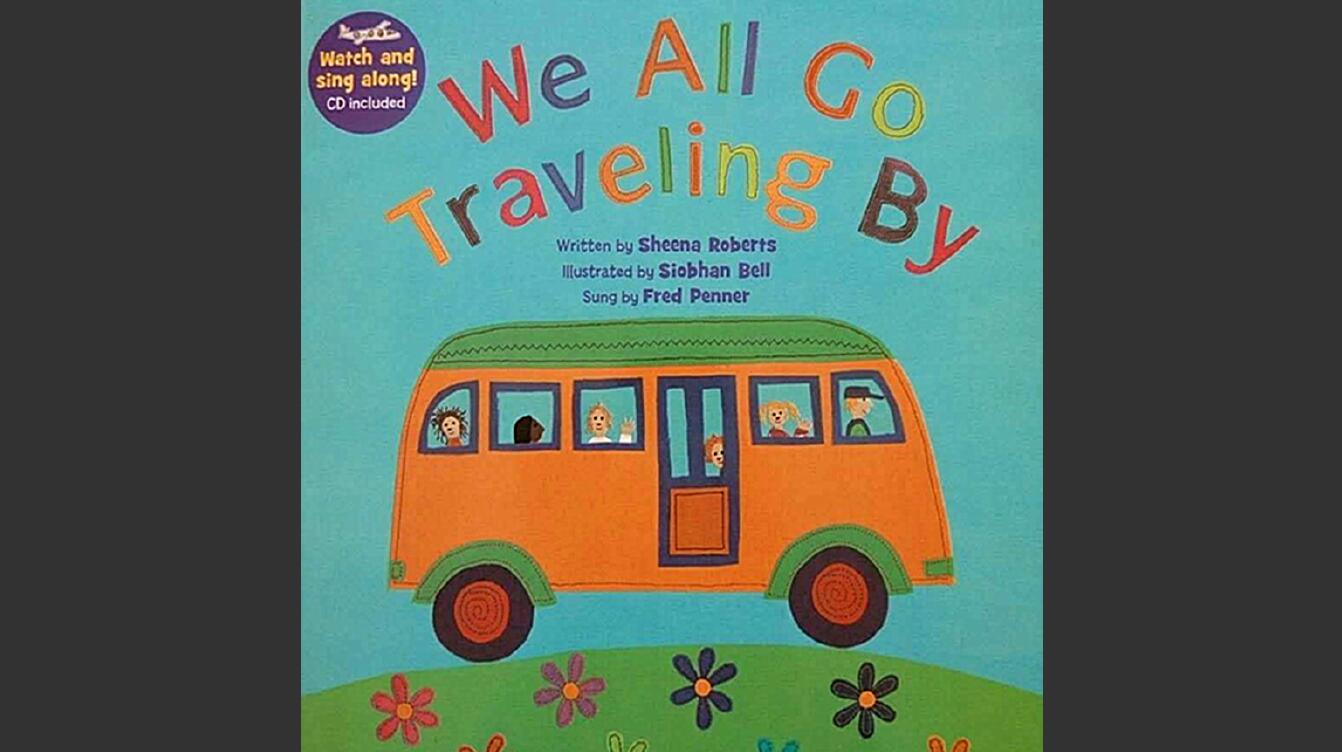 Watch and
sing along!
CD included
We All Go
Traveling By
Written by Sheena Roberts
Illustrated by Siobhan Bell
Sung by Fred Penner